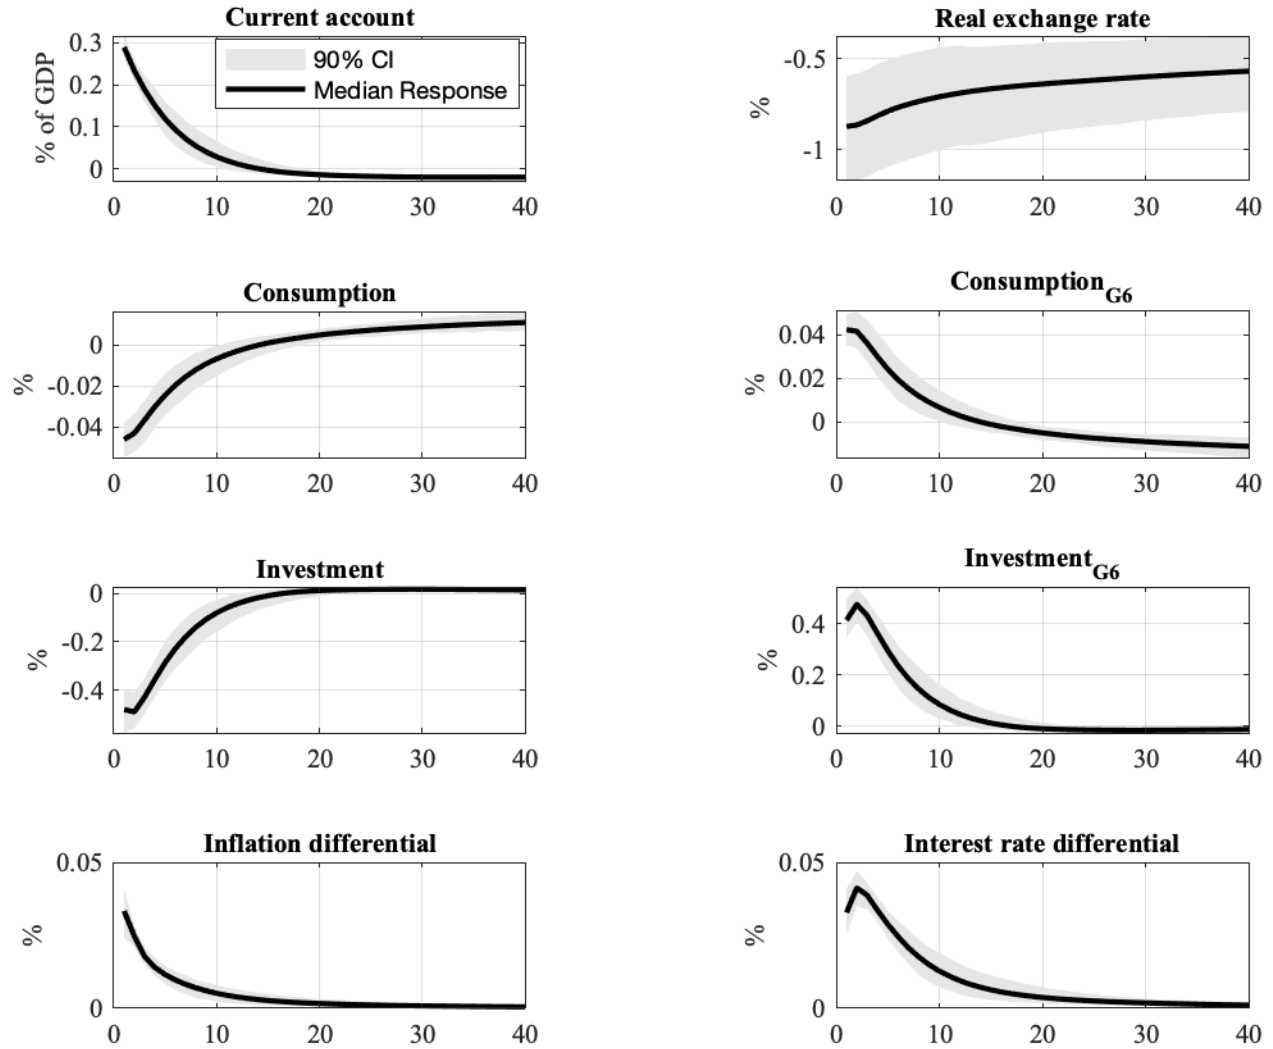 Current account
% of GDP
0.3
0.2
0.1
0
90% CI
Median Response
0 10 20 30 40
Real exchange rate
%
-0.5
-1
0 10 20 30 40
Consumption
%
0
-0.02
-0.04
0 10 20 30 40
Consumption_G6
%
0.04
0.02
0
0 10 20 30 40
Investment
%
0
-0.2
-0.4
0 10 20 30 40
Investment_G6
%
0.4
0.2
0
0 10 20 30 40
Inflation differential
%
0.05
0
0 10 20 30 40
Interest rate differential
%
0.05
0
0 10 20 30 40